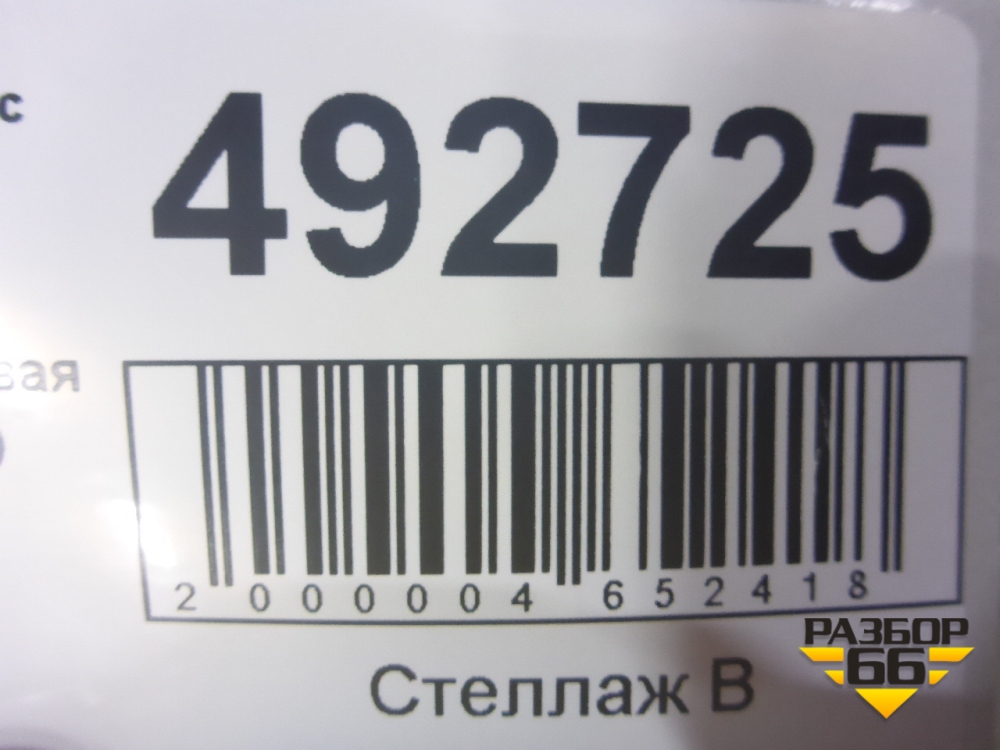 с 492725
вая
2 000004 652418
Стеллаж В
РАЗБОР
66